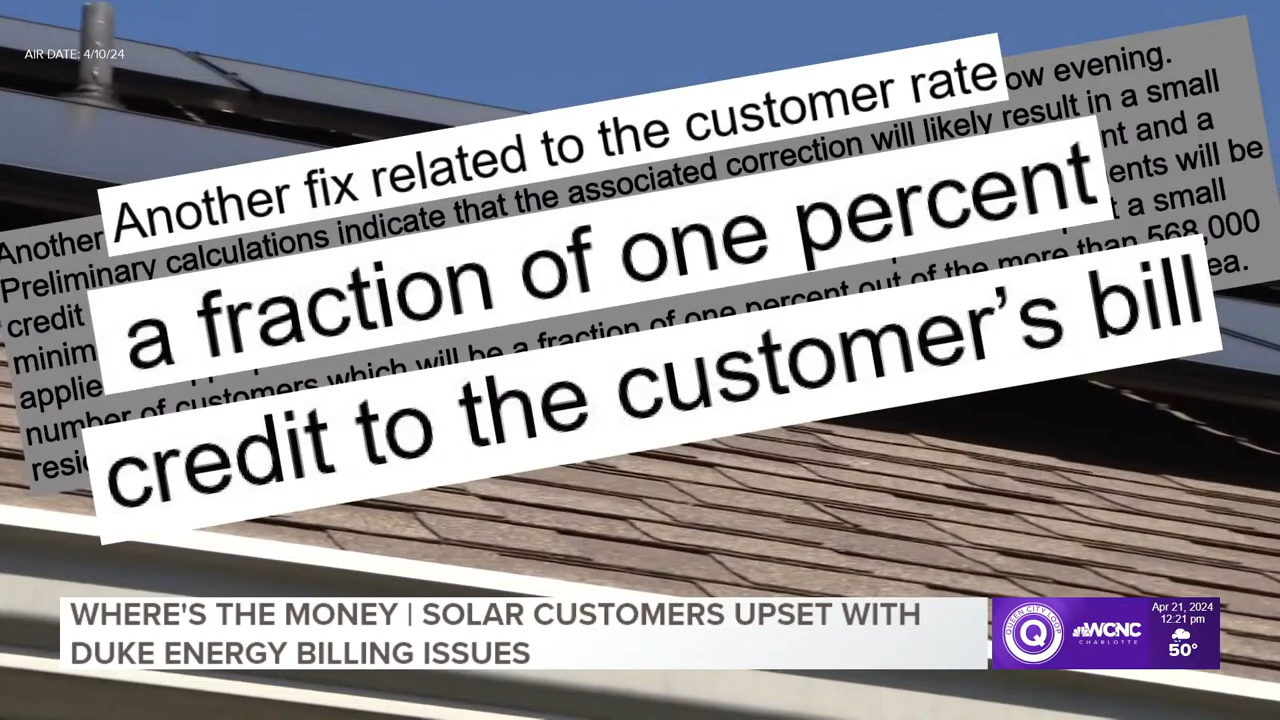 AIR DATE: 4/10/24
Another fix related to the customer rate
ow evening.
Another
Preliminary calculations indicate that the associated correction will likely result in a small
credit
nt and a
a fraction of one percent
minim
ents will be
applie
t a small
number of customers which will be a fraction of one percent out of the more than 568,000
resi
ea.
credit to the customer's bill
WHERE'S THE MONEY | SOLAR CUSTOMERS UPSET WITH
DUKE ENERGY BILLING ISSUES
QUEEN CITY LOOP
Q
WCNC
CHARLOTTE
Apr 21, 2024
12:21 pm
50°